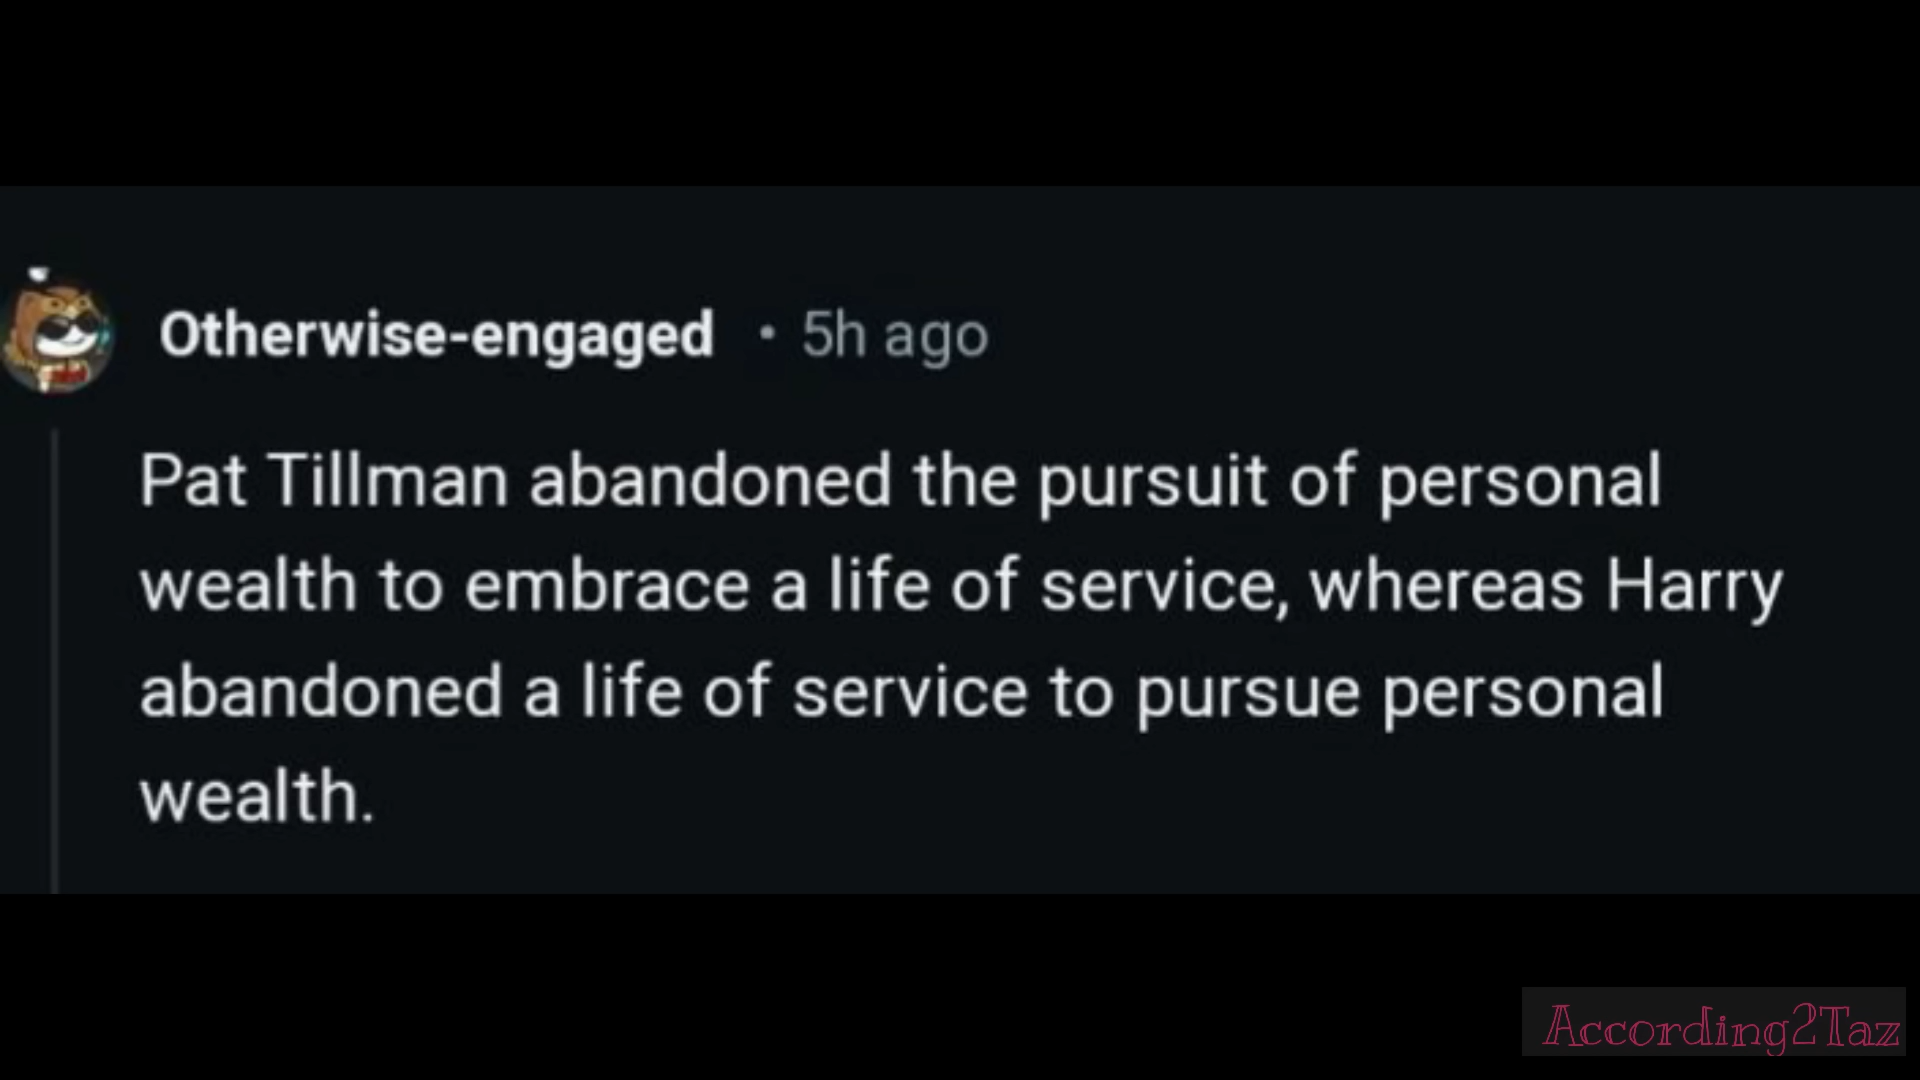 Otherwise-engaged • 5h ago
Pat Tillman abandoned the pursuit of personal
wealth to embrace a life of service, whereas Harry
abandoned a life of service to pursue personal
wealth.
According2Taz